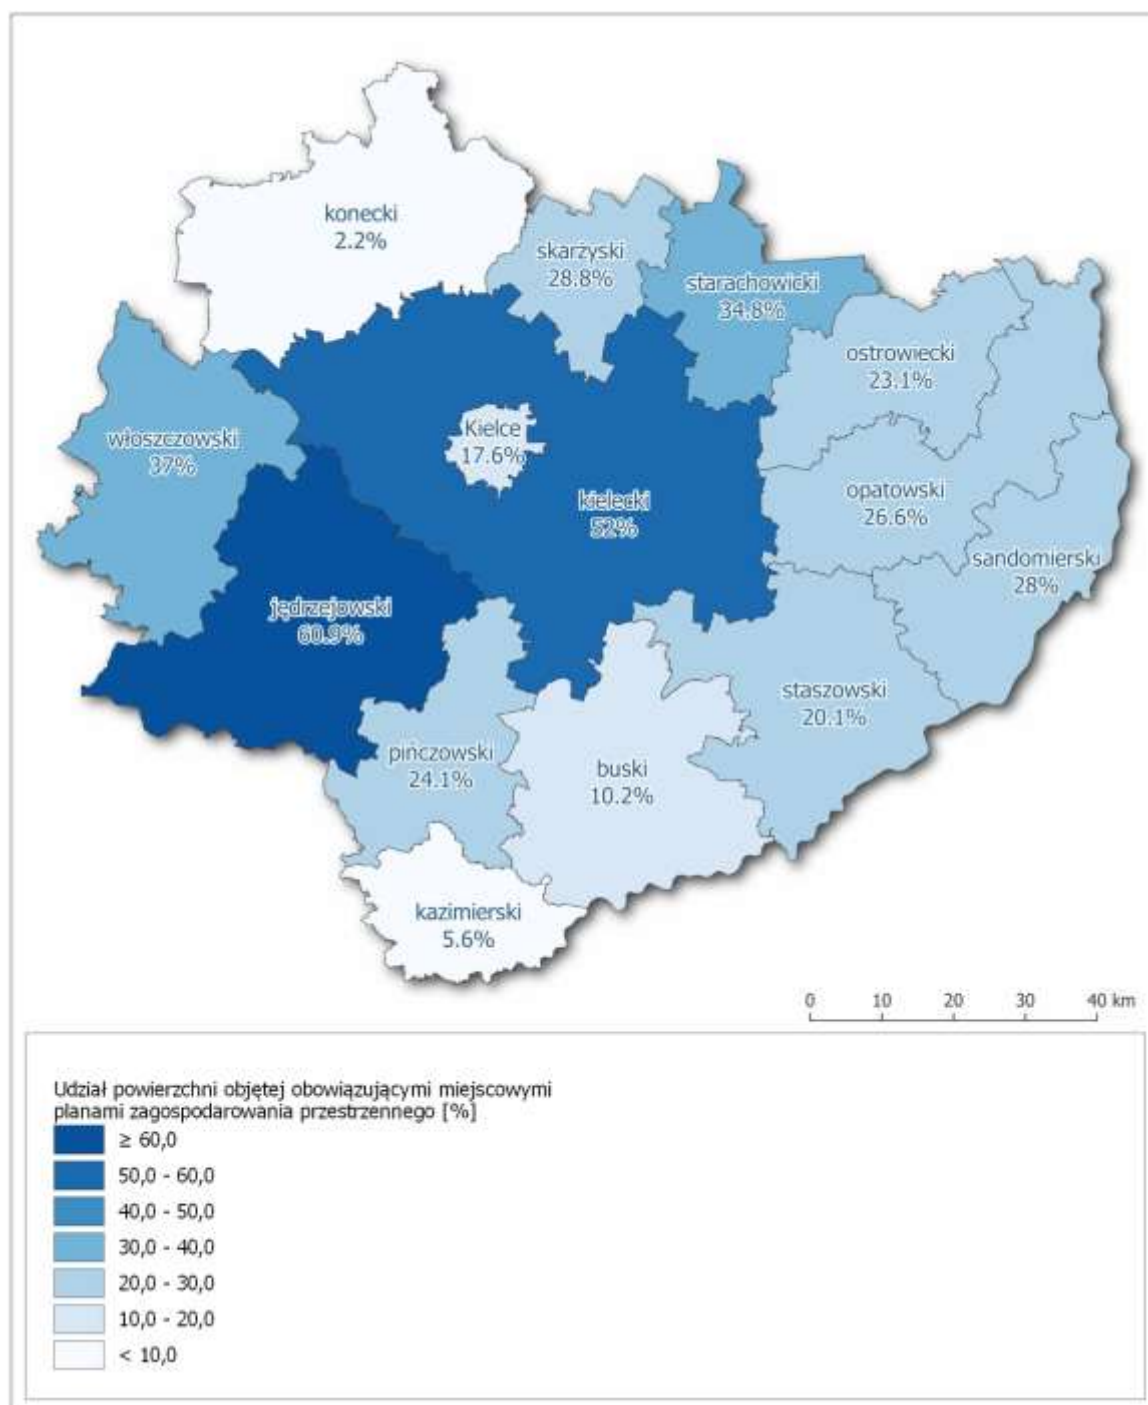 konecki
2.2%
skarżyski
28.8%
starachowicki
34.8%
ostrowiecki
23.1%
włoszczowski
37%
Kielce
17.6%
kielecki
52%
opatowski
26.6%
sandomierski
28%
jędrzejowski
60.9%
staszowski
20.1%
pińczowski
24.1%
buski
10.2%
kazimierski
5.6%
0 10 20 30 40 km
Udział powierzchni objętej obowiązującymi miejscowymi
planami zagospodarowania przestrzennego [%]
≥ 60,0
50,0 - 60,0
40,0 - 50,0
30,0 - 40,0
20,0 - 30,0
10,0 - 20,0
< 10,0